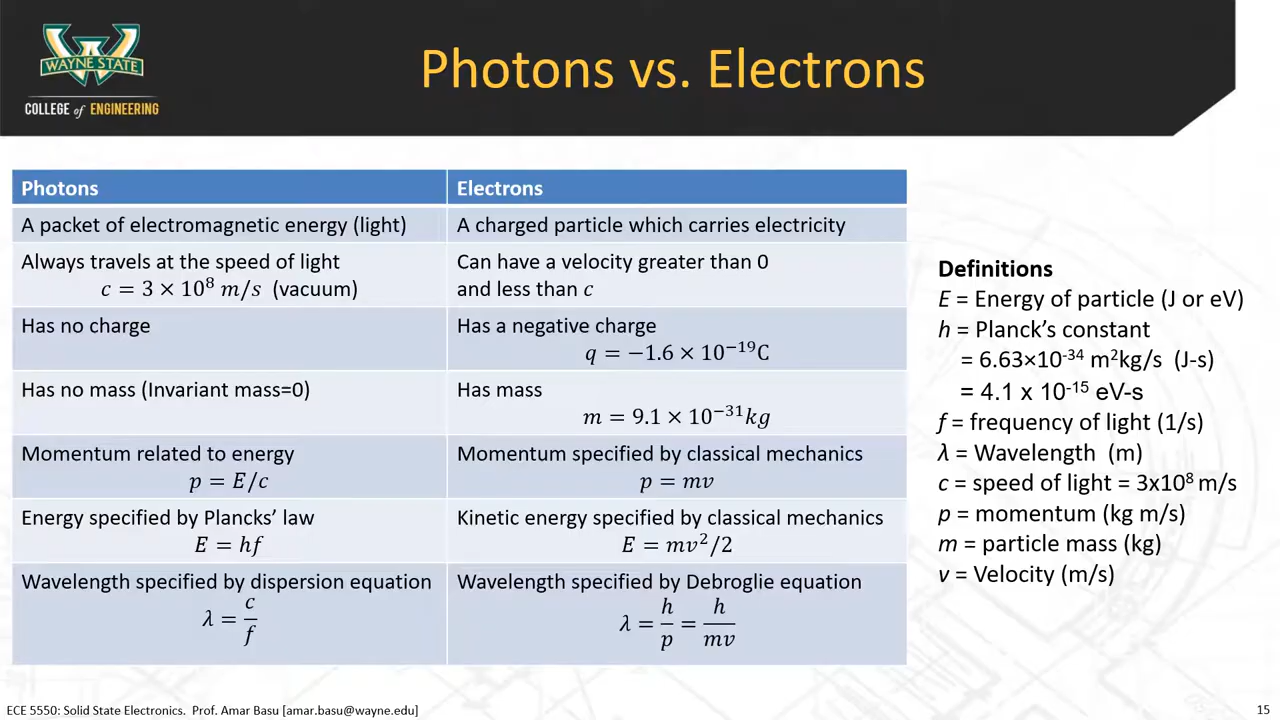 WAYNE STATE
COLLEGE of ENGINEERING
Photons vs. Electrons
Photons
Electrons
A packet of electromagnetic energy (light)
A charged particle which carries electricity
Always travels at the speed of light
c = 3 × 10⁸ m/s (vacuum)
Can have a velocity greater than 0
and less than c
Has no charge
Has a negative charge
q = −1.6 × 10⁻¹⁹C
Has no mass (Invariant mass=0)
Has mass
m = 9.1 × 10⁻³¹kg
Momentum related to energy
p = E/c
Momentum specified by classical mechanics
p = mv
Energy specified by Plancks' law
E = hf
Kinetic energy specified by classical mechanics
E = mv²/2
Wavelength specified by dispersion equation
λ = c/f
Wavelength specified by Debroglie equation
λ = h/p = h/mv
Definitions
E = Energy of particle (J or eV)
h = Planck's constant
= 6.63×10⁻³⁴ m²kg/s (J-s)
= 4.1 x 10⁻¹⁵ eV-s
f = frequency of light (1/s)
λ = Wavelength (m)
c = speed of light = 3x10⁸ m/s
p = momentum (kg m/s)
m = particle mass (kg)
v = Velocity (m/s)
ECE 5550: Solid State Electronics. Prof. Amar Basu [amar.basu@wayne.edu]
15